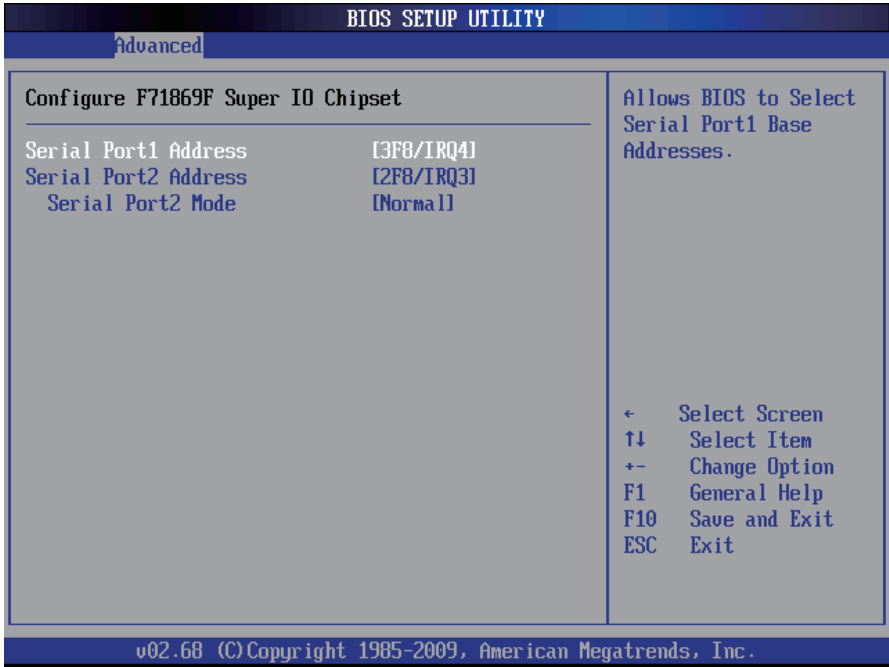 BIOS SETUP UTILITY
Advanced
Configure F71869F Super IO Chipset
Serial Port1 Address [3F8/IRQ4]
Serial Port2 Address [2F8/IRQ3]
Serial Port2 Mode [Normal]
Allows BIOS to Select
Serial Port1 Base
Addresses.
← Select Screen
↑↓ Select Item
+- Change Option
F1 General Help
F10 Save and Exit
ESC Exit
v02.68 (C)Copyright 1985-2009, American Megatrends, Inc.